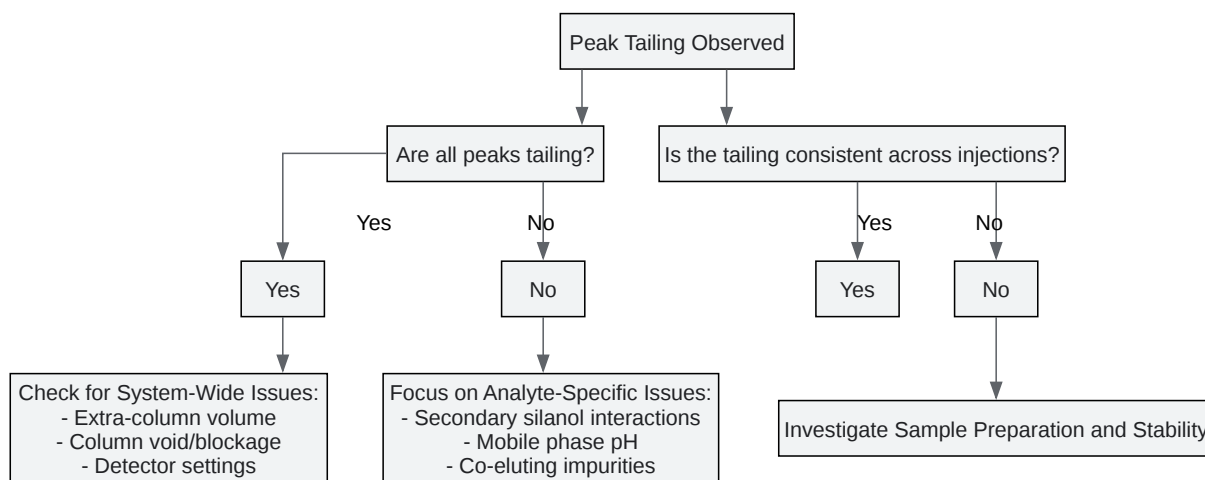 Peak Tailing Observed
Are all peaks tailing?
Is the tailing consistent across injections?
Yes
No
Yes
No
Yes
No
Yes
No
Check for System-Wide Issues:
- Extra-column volume
- Column void/blockage
- Detector settings
Focus on Analyte-Specific Issues:
- Secondary silanol interactions
- Mobile phase pH
- Co-eluting impurities
Investigate Sample Preparation and Stability